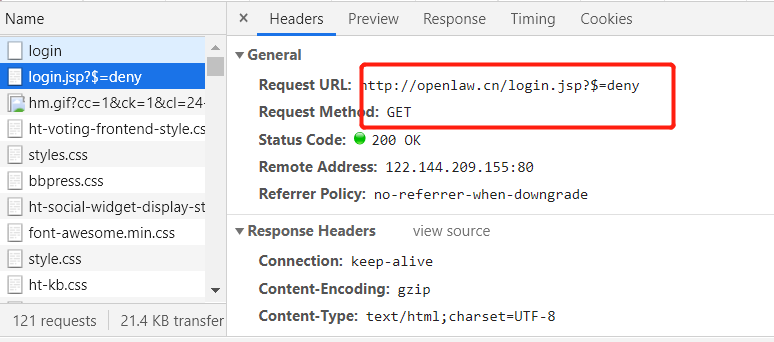 Name
login
login.jsp?$=deny
hm.gif?cc=1&ck=1&cl=24-
ht-voting-frontend-style.cs
styles.css
bbpress.css
ht-social-widget-display-st
font-awesome.min.css
style.css
ht-kb.css
121 requests
21.4 KB transfer
× Headers Preview Response Timing Cookies
▼ General
Request URL: http://openlaw.cn/login.jsp?$=deny
Request Method: GET
Status Code: 200 OK
Remote Address: 122.144.209.155:80
Referrer Policy: no-referrer-when-downgrade
▼ Response Headers view source
Connection: keep-alive
Content-Encoding: gzip
Content-Type: text/html;charset=UTF-8